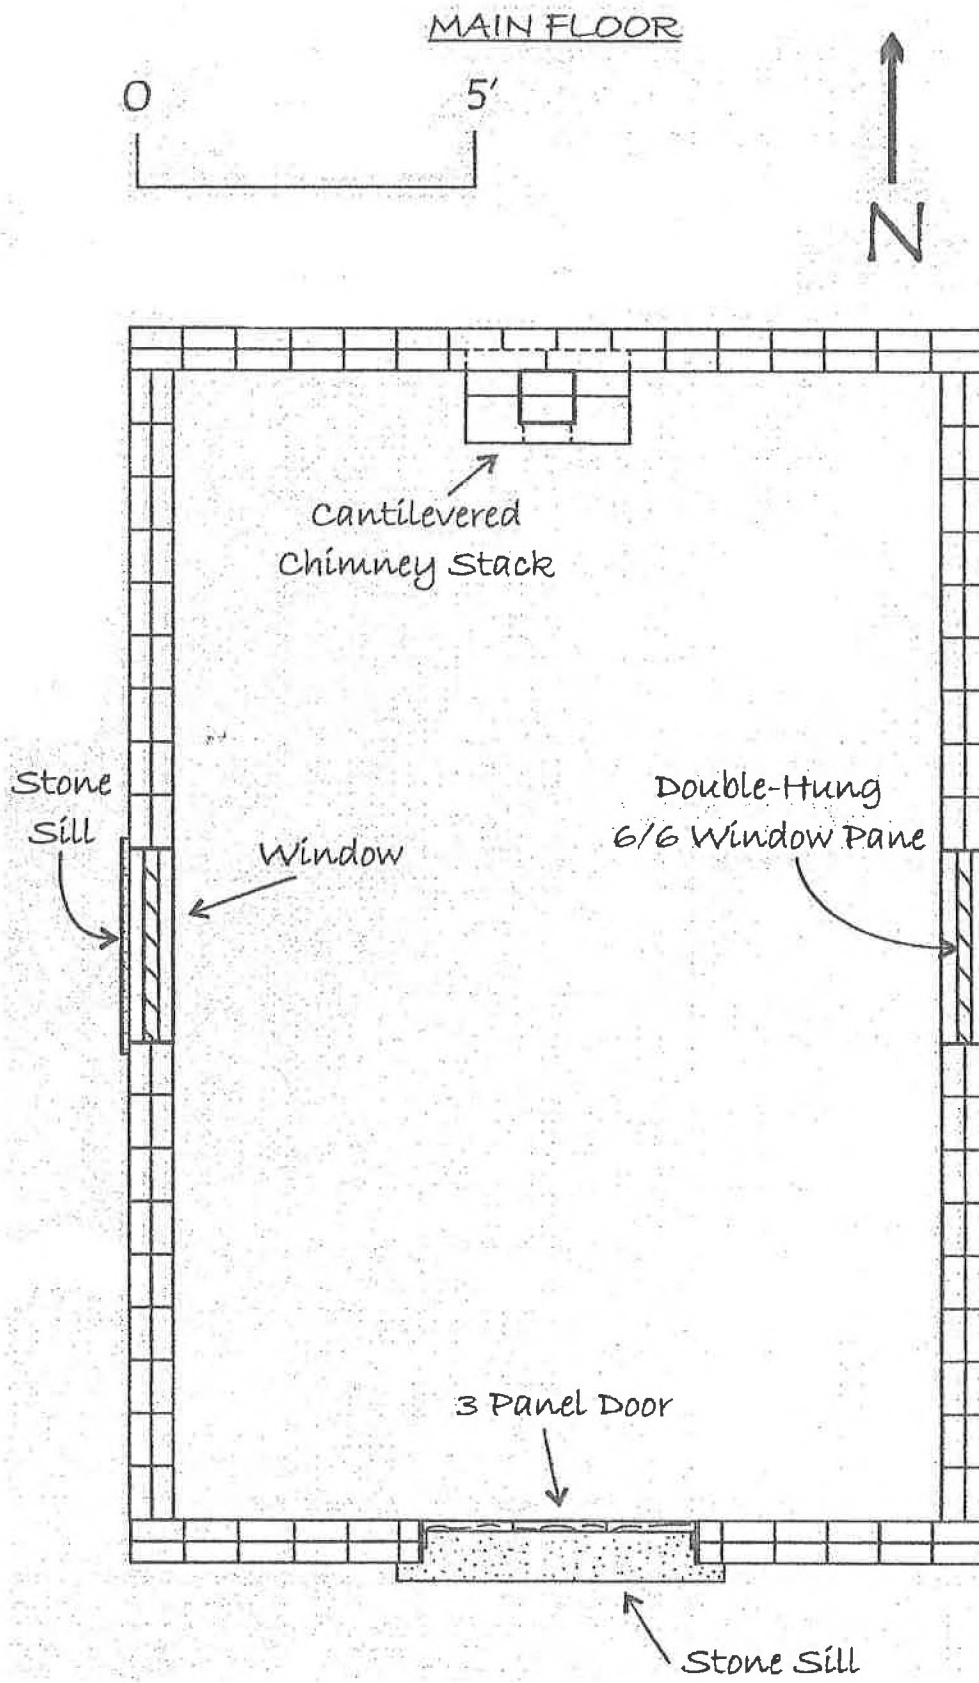 MAIN FLOOR
0 5'
N
Cantilevered
Chimney Stack
Stone
Sill
Window
Double-Hung
6/6 Window Pane
3 Panel Door
Stone Sill